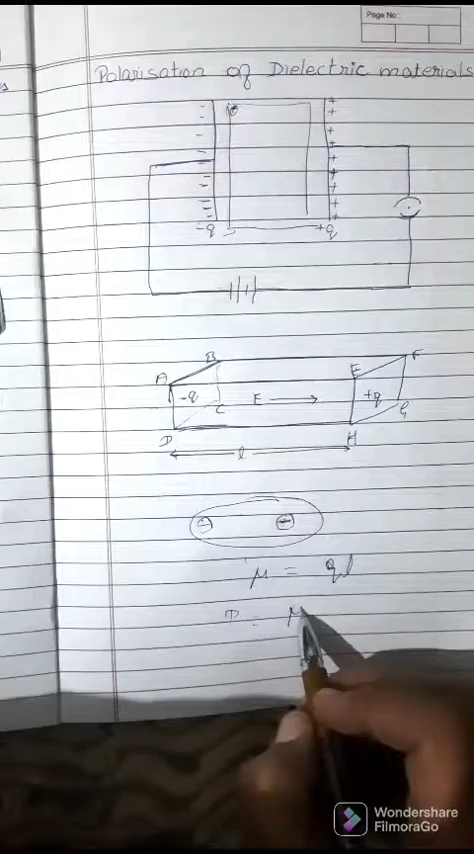 Page No :
Polarisation of Dielectric materials
-q +q
A B E F
-q C E +q G
D H
l
μ = ql
= μ
Wondershare
FilmoraGo